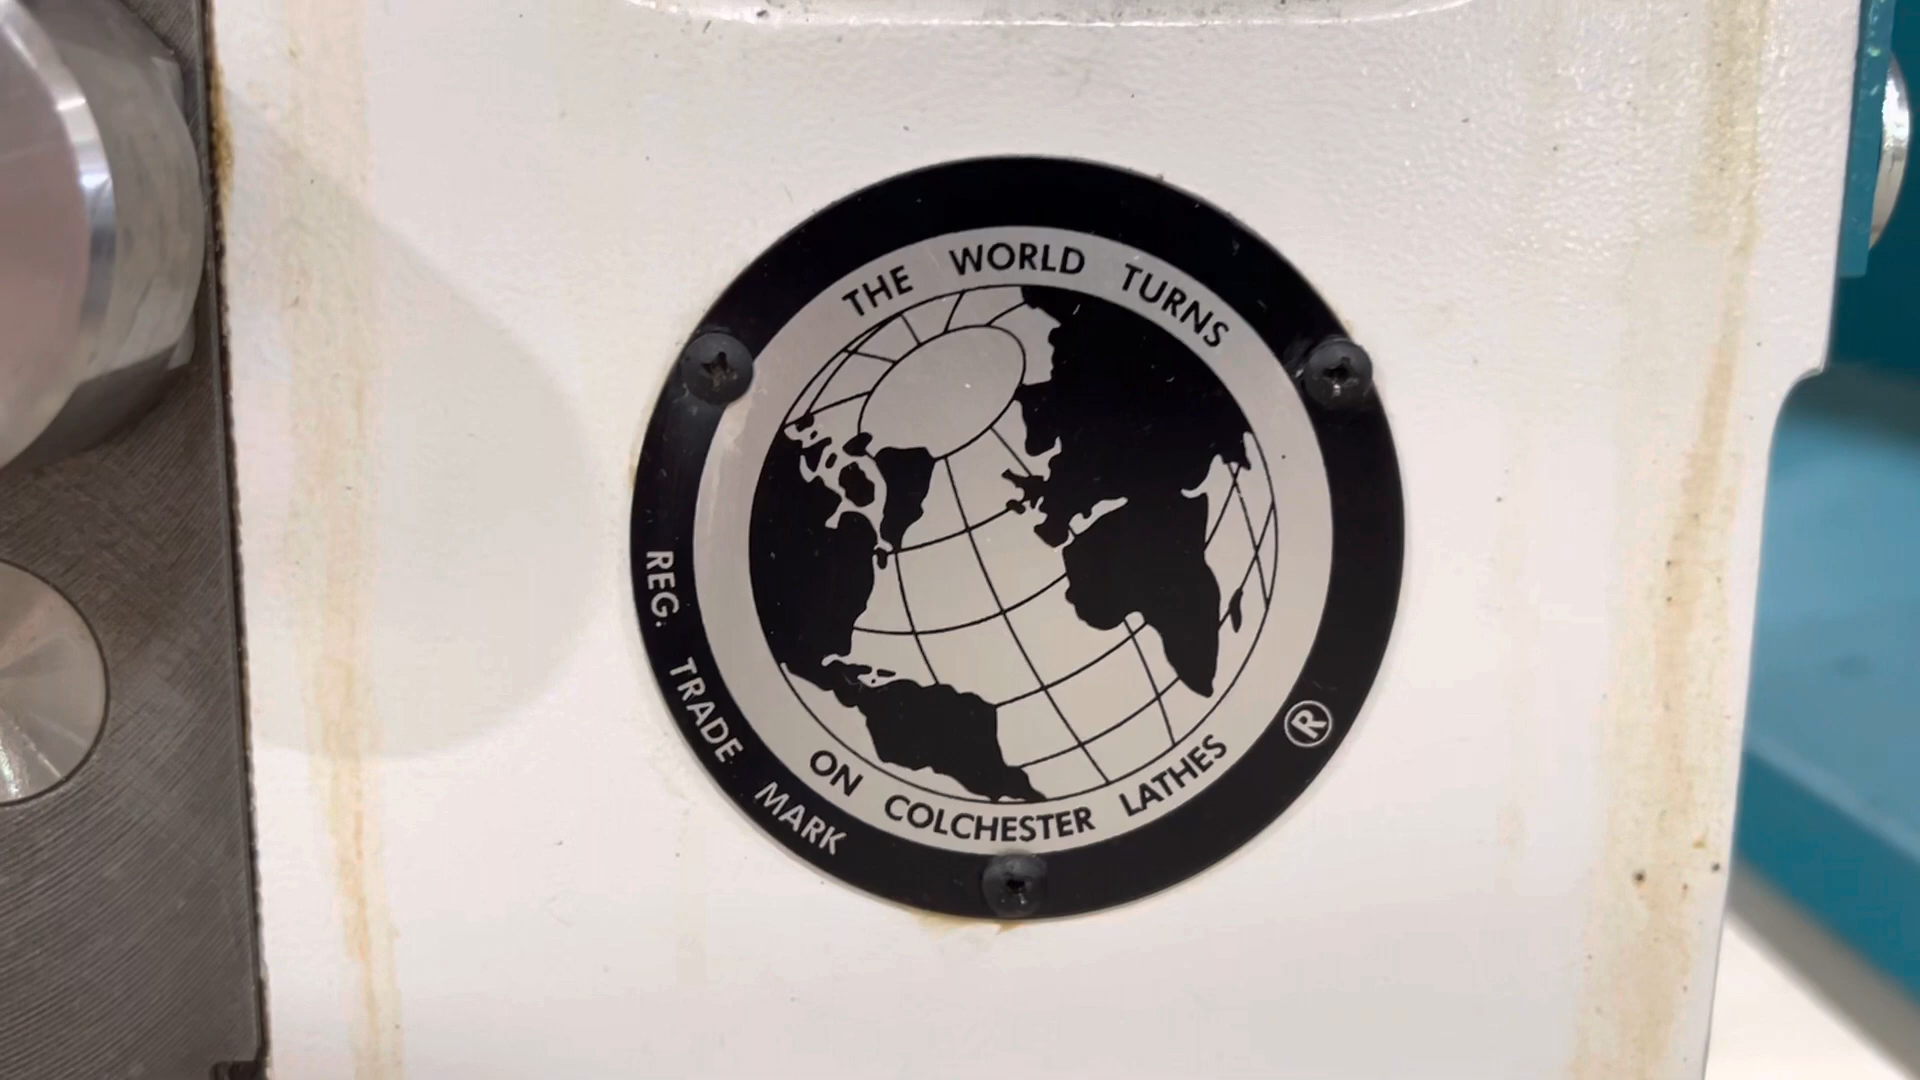 THE WORLD TURNS
ON COLCHESTER LATHES
REG. TRADE MARK
®